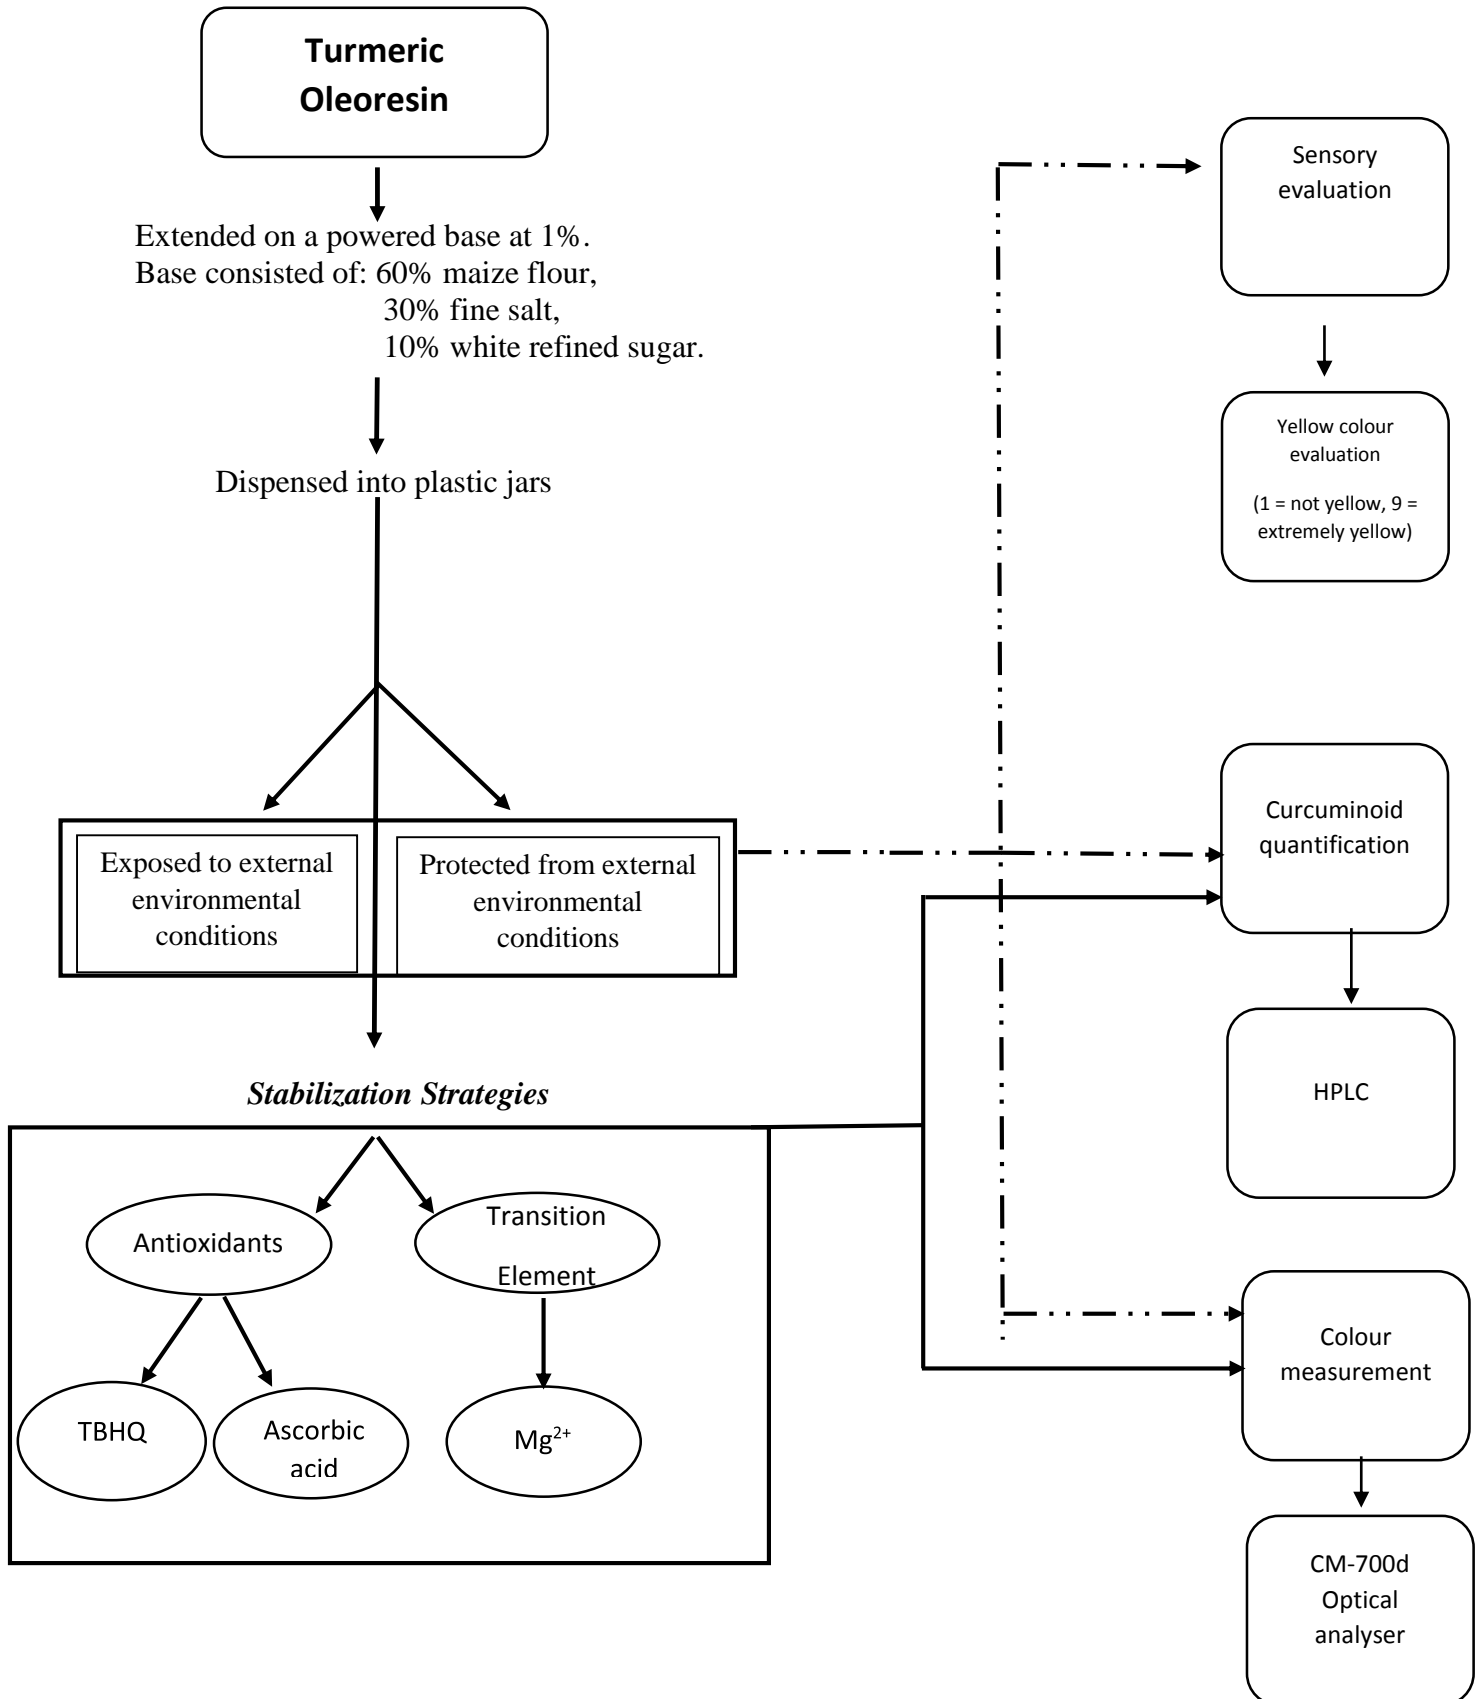 Turmeric
Oleoresin
Extended on a powered base at 1%.
Base consisted of: 60% maize flour,
30% fine salt,
10% white refined sugar.
Dispensed into plastic jars
Exposed to external
environmental
conditions
Protected from external
environmental
conditions
Stabilization Strategies
Antioxidants
Transition
Element
TBHQ
Ascorbic
acid
Mg²⁺
Sensory
evaluation
Yellow colour
evaluation
(1 = not yellow, 9 =
extremely yellow)
Curcuminoid
quantification
HPLC
Colour
measurement
CM-700d
Optical
analyser